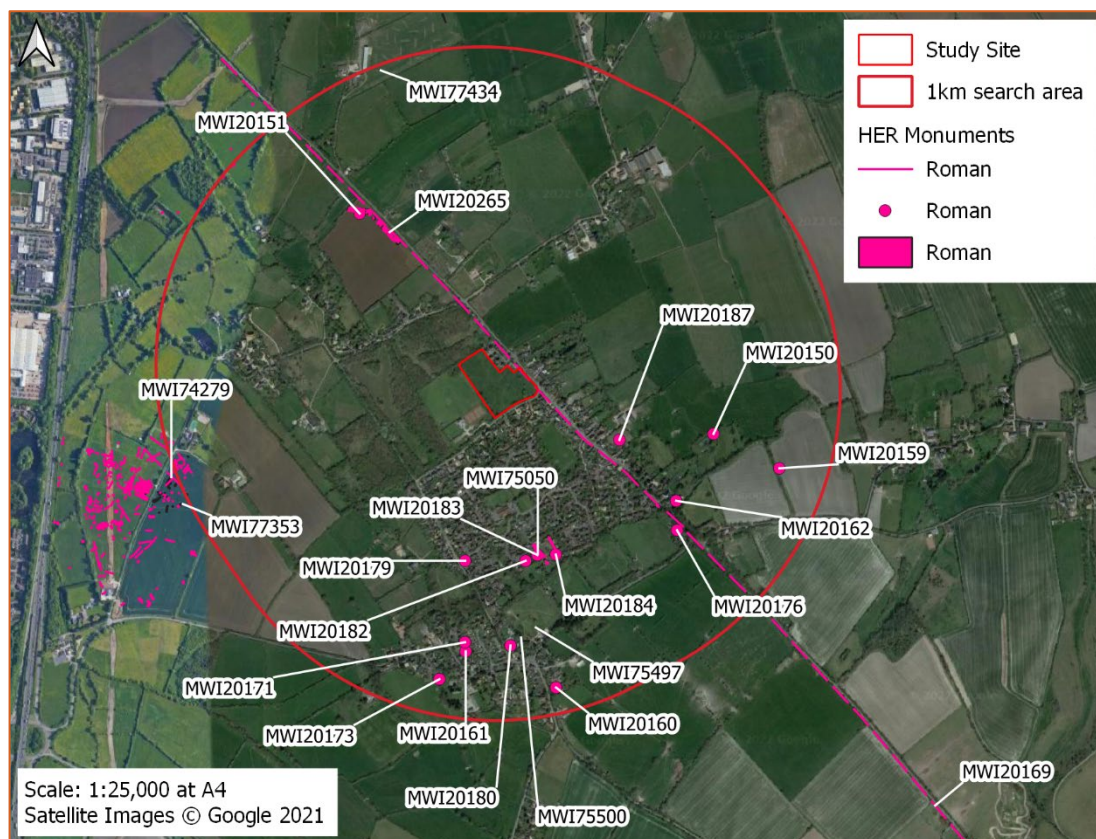 Study Site
1km search area
HER Monuments
Roman
Roman
Roman
MWI77434
MWI20151
MWI20265
MWI20187
MWI20150
MWI74279
MWI20159
MWI75050
MWI20183
MWI77353
MWI20162
MWI20179
MWI20184
MWI20176
MWI20182
MWI75497
MWI20171
MWI20173
MWI20161
MWI20160
MWI20180
MWI75500
MWI20169
Scale: 1:25,000 at A4
Satellite Images © Google 2021